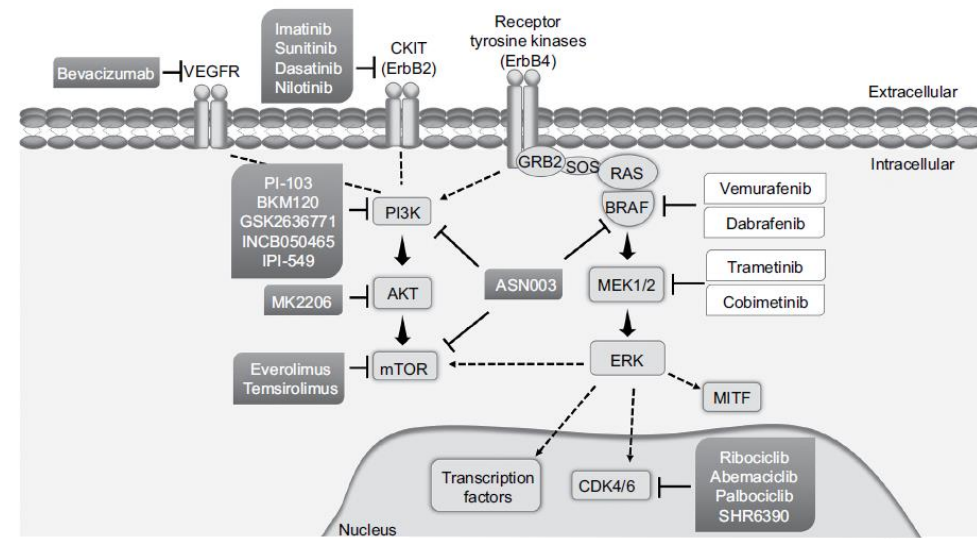 Imatinib
Sunitinib
Dasatinib
Nilotinib
CKIT
(ErbB2)
Receptor
tyrosine kinases
(ErbB4)
Bevacizumab
VEGFR
Extracellular
Intracellular
GRB2
SOS
RAS
BRAF
PI-103
BKM120
GSK2636771
INCB050465
IPI-549
PI3K
Vemurafenib
Dabrafenib
MK2206
AKT
ASN003
MEK1/2
Trametinib
Cobimetinib
Everolimus
Temsirolimus
mTOR
ERK
MITF
Transcription
factors
CDK4/6
Ribociclib
Abemaciclib
Palbociclib
SHR6390
Nucleus